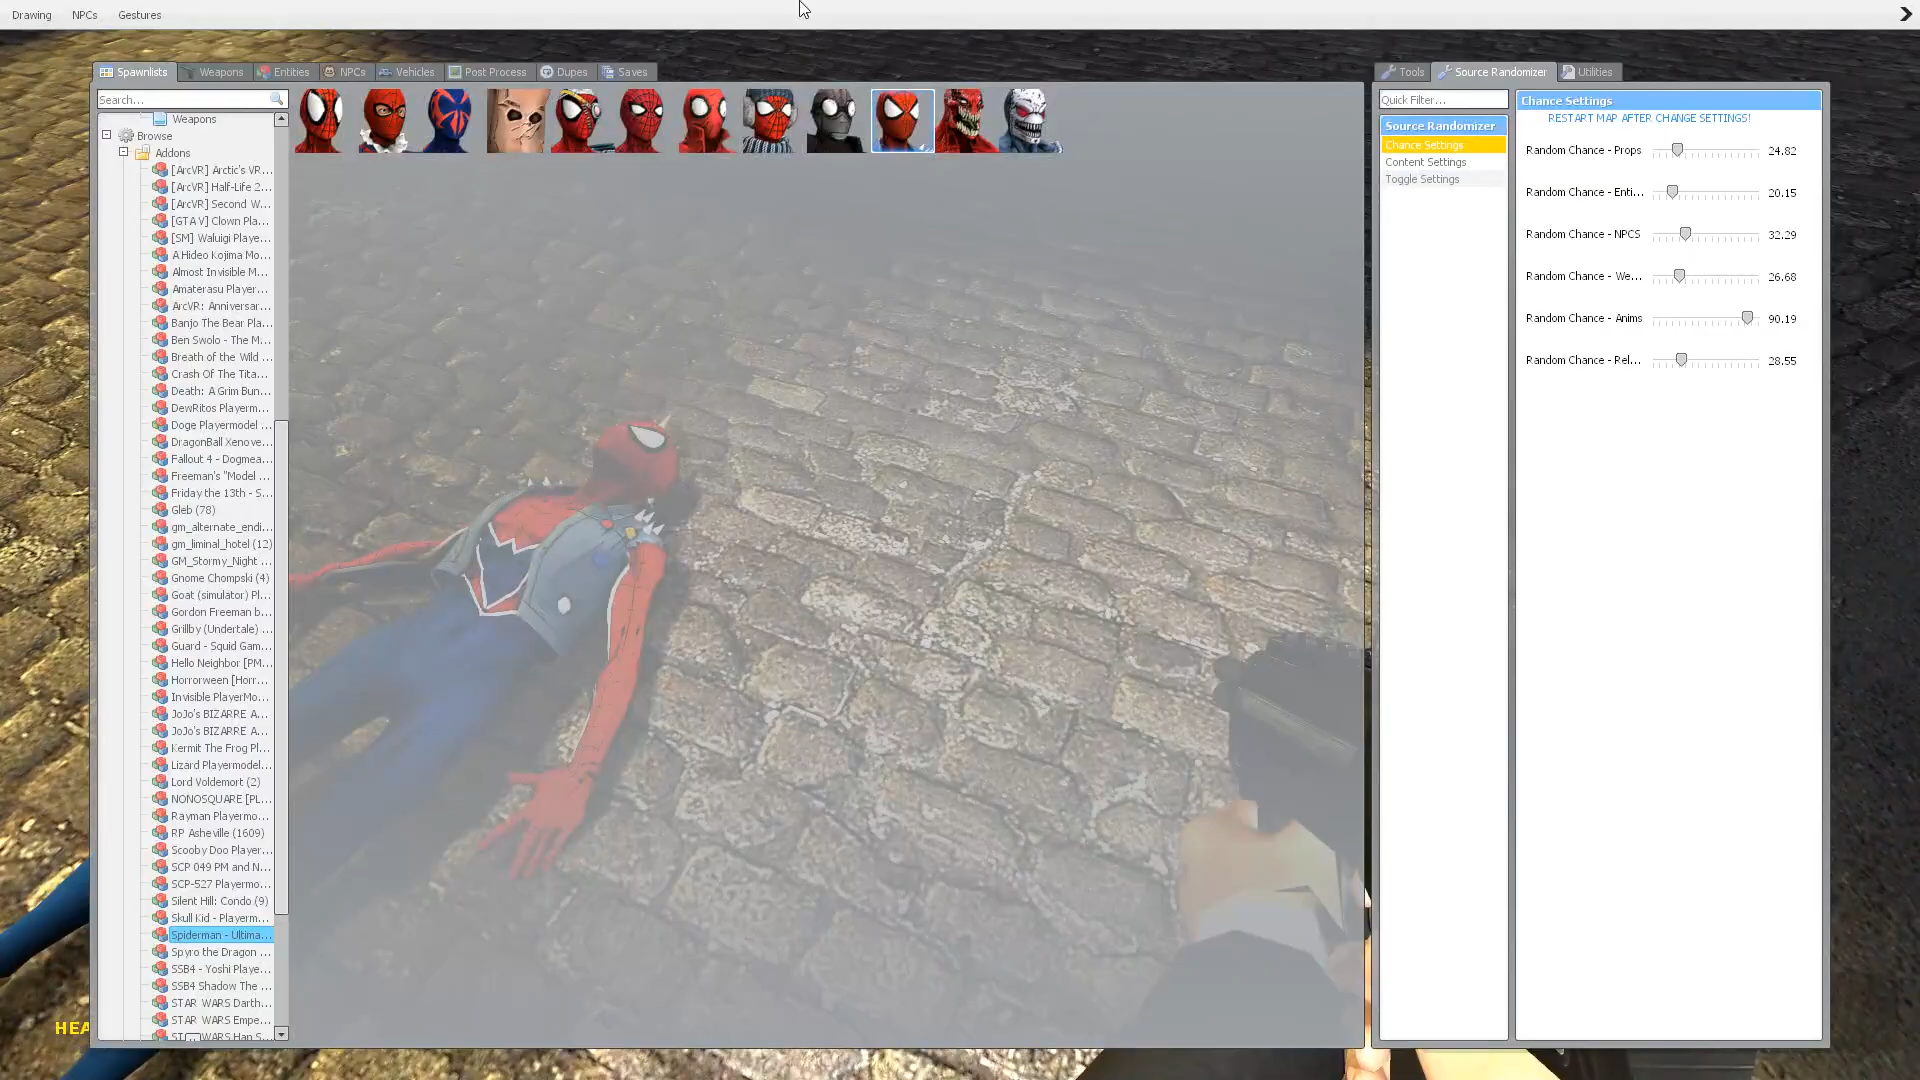 Drawing NPCs Gestures
Spawnlists Weapons Entities NPCs Vehicles Post Process Dupes Saves
Search...
Weapons
Browse
Addons
[ArcVR] Arctic's VR...
[ArcVR] Half-Life 2...
[ArcVR] Second W...
[GTA V] Clown Pla...
[SM] Waluigi Playe...
A Hideo Kojima Mo...
Almost Invisible M...
Amaterasu Player...
ArcVR: Anniversar...
Banjo The Bear Pla...
Ben Swolo - The M...
Breath of the Wild ...
Crash Of The Tita...
Death: A Grim Bun...
DewRitos Playerm...
Doge Playermodel ...
DragonBall Xenove...
Fallout 4 - Dogmea...
Freeman's "Model ...
Friday the 13th - S...
Gleb (78)
gm_alternate_endi...
gm_liminal_hotel (12)
GM_Stormy_Night ...
Gnome Chompski (4)
Goat (simulator) Pl...
Gordon Freeman b...
Grillby (Undertale) ...
Guard - Squid Gam...
Hello Neighbor [PM...
Horrorween [Horr...
Invisible PlayerMo...
JoJo's BIZARRE A...
JoJo's BIZARRE A...
Kermit The Frog Pl...
Lizard Playermodel...
Lord Voldemort (2)
NONOSQUARE [PL...
Rayman Playermo...
RP Asheville (1609)
Scooby Doo Player...
SCP 049 PM and N...
SCP-527 Playermo...
Silent Hill: Condo (9)
Skull Kid - Playerm...
Spiderman - Ultima...
Spyro the Dragon ...
SSB4 - Yoshi Playe...
SSB4 Shadow The ...
STAR WARS Darth...
STAR WARS Empe...
WARS Han S...
HEA
Tools Source Randomizer Utilities
Quick Filter...
Source Randomizer
Chance Settings
Content Settings
Toggle Settings
Chance Settings
RESTART MAP AFTER CHANGE SETTINGS!
Random Chance - Props 24.82
Random Chance - Enti... 20.15
Random Chance - NPCS 32.29
Random Chance - We... 26.68
Random Chance - Anims 90.19
Random Chance - Rel... 28.55